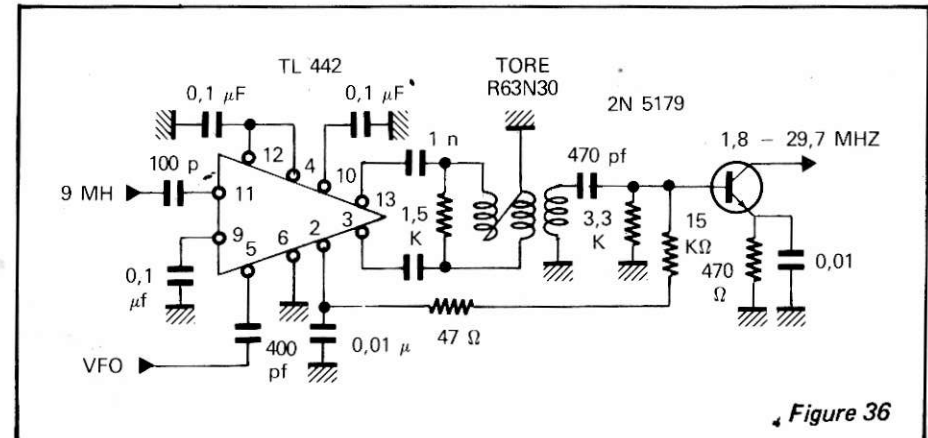 TL 442
TORE
R63N30
2N 5179
0,1 µF
0,1 µF
1 n
470 pf
1,8 – 29,7 MHZ
100 p
12
4
10
13
9 MH
11
9
5
6
2
3
1,5
K
3,3
K
15
KΩ
470
Ω
0,01
0,1
µf
400
pf
0,01 µ
47 Ω
VFO
Figure 36